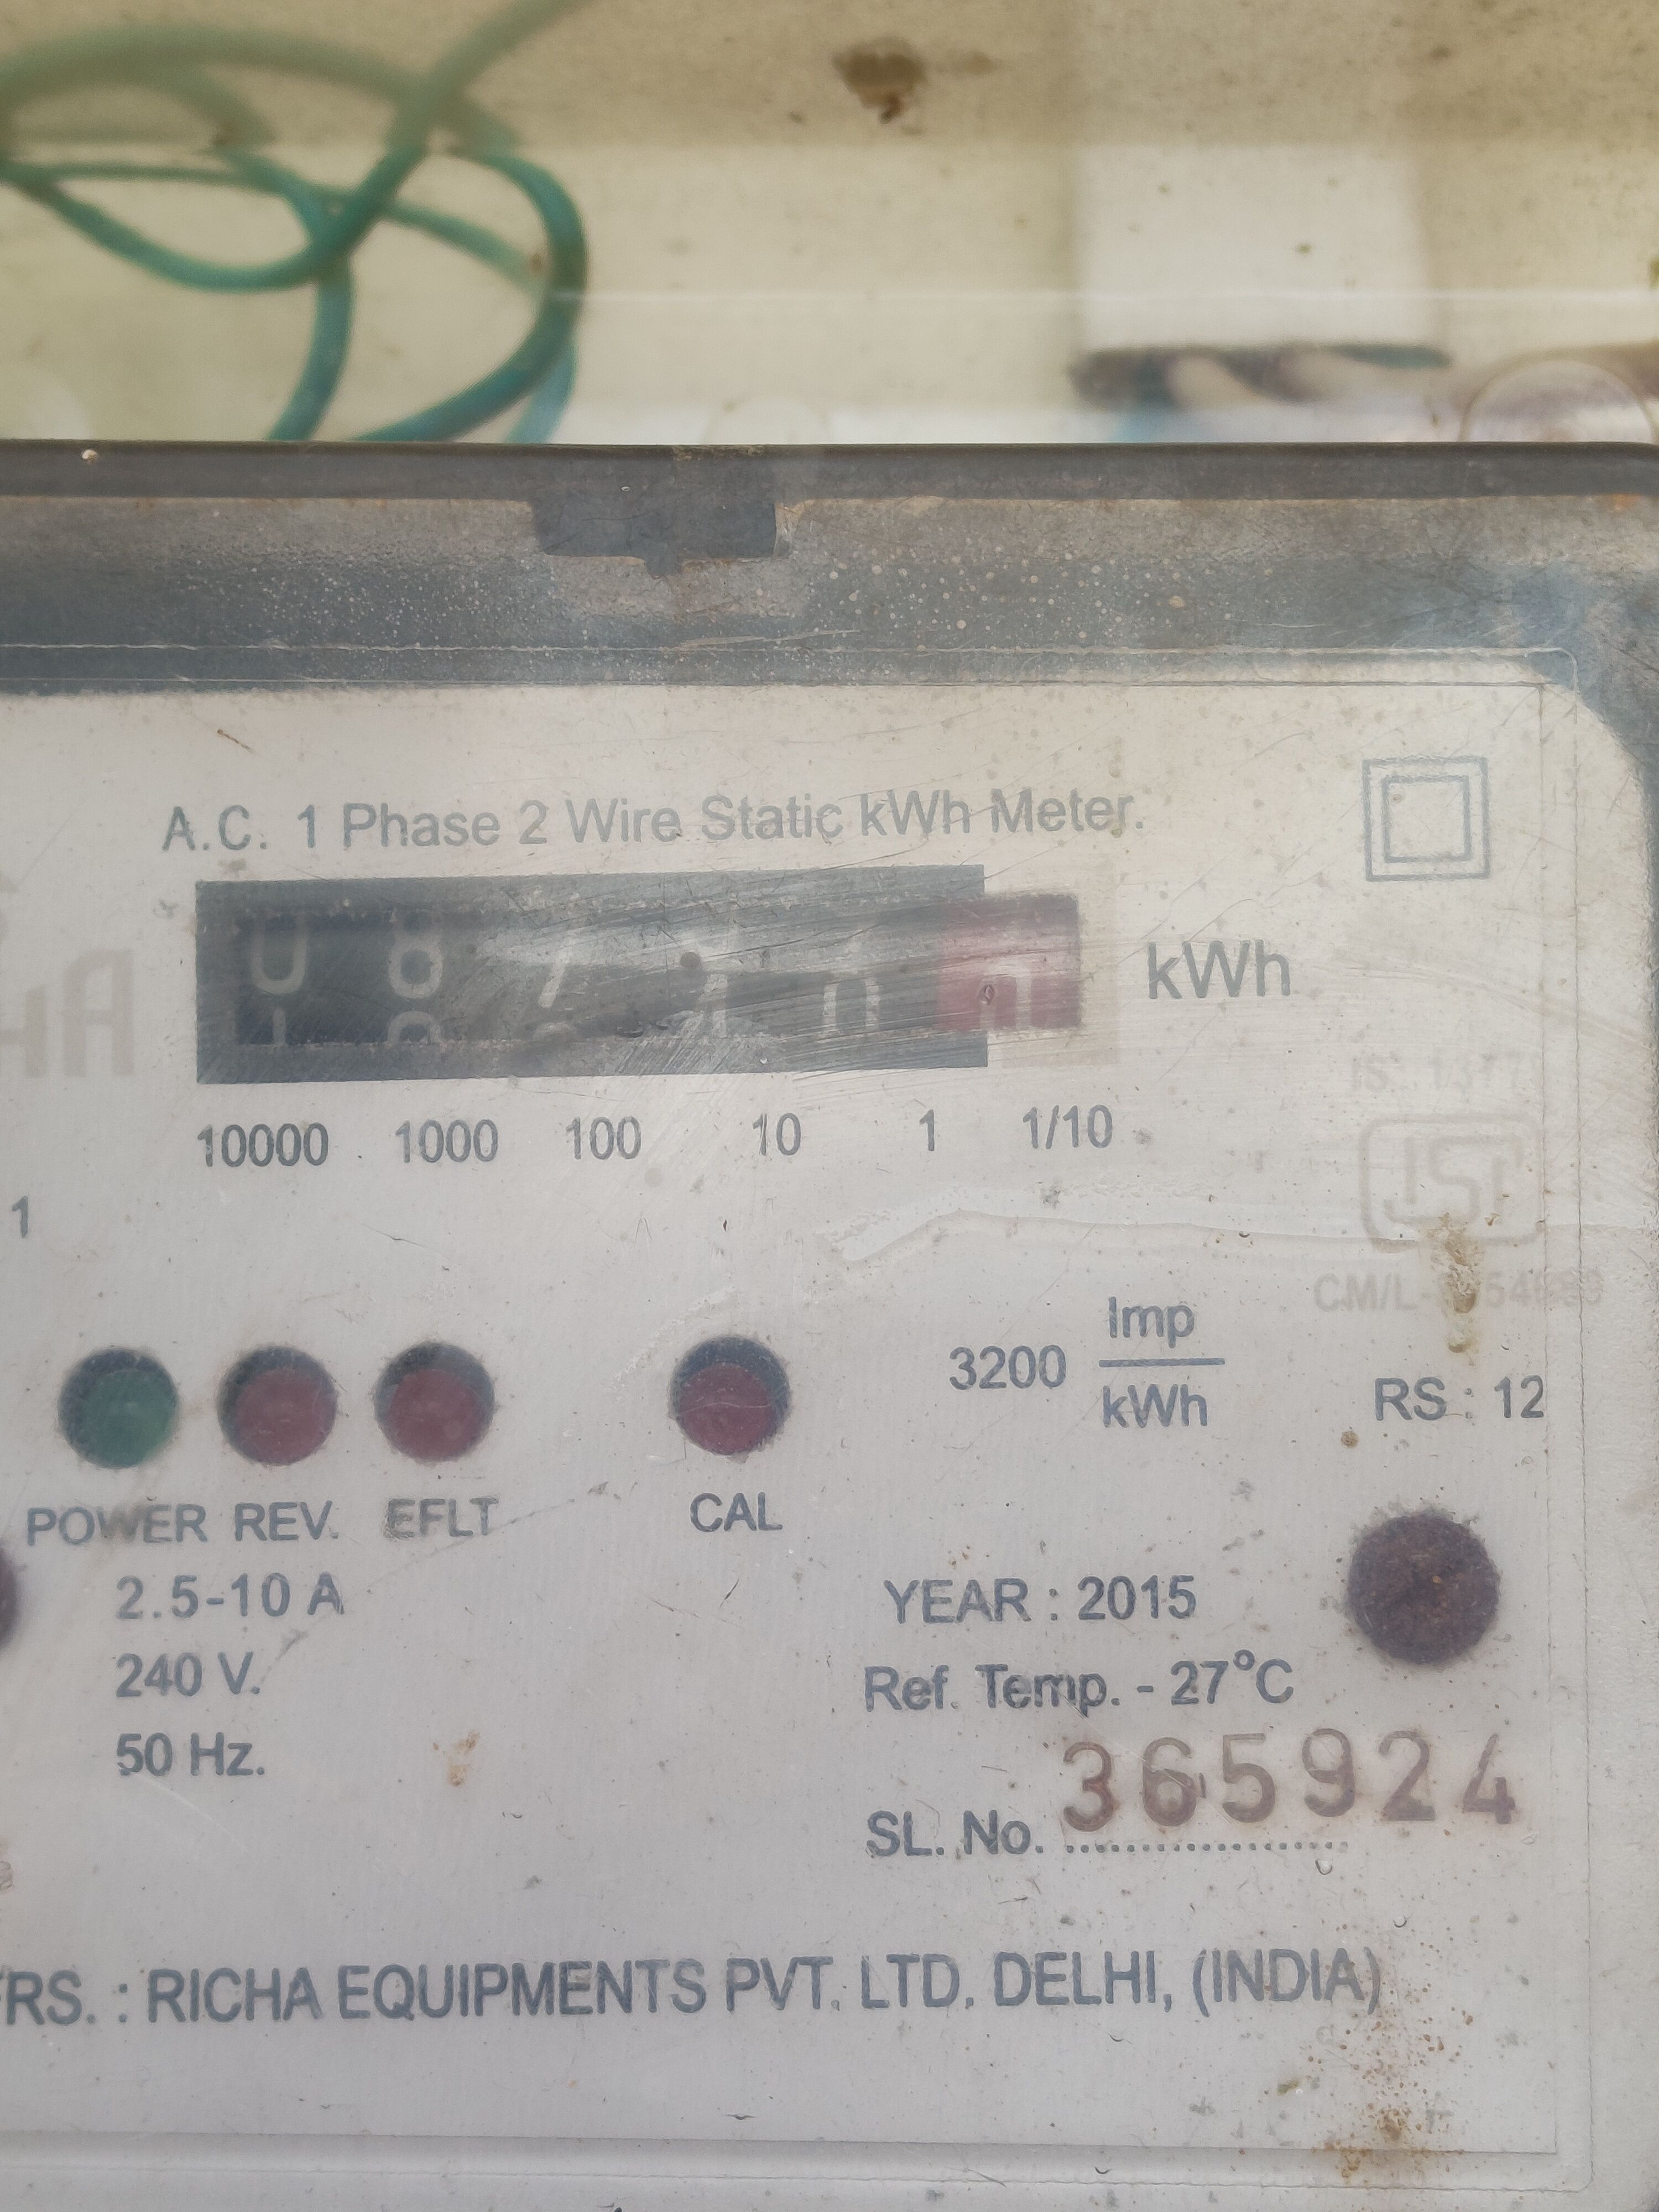 A.C. 1 Phase 2 Wire Static kWh Meter.
kWh
10000 1000 100 10 1 1/10
1
ISI
3200 Imp
kWh
RS : 12
POWER REV. EFLT CAL
2.5-10 A
240 V.
50 Hz.
YEAR : 2015
Ref. Temp. - 27°C
SL. No. 365924
RS. : RICHA EQUIPMENTS PVT. LTD. DELHI, (INDIA)